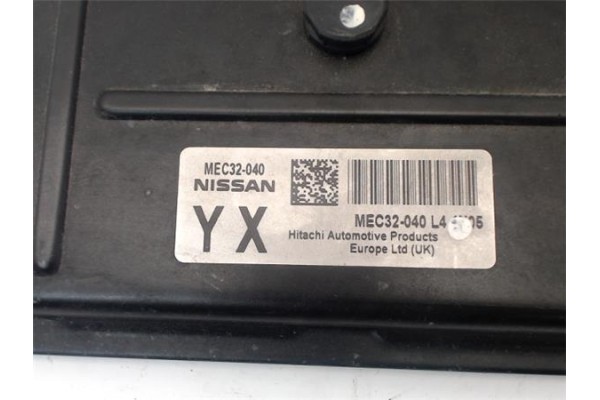 MEC32-040
NISSAN
YX
MEC32-040 L4
Hitachi Automotive Products
Europe Ltd (UK)